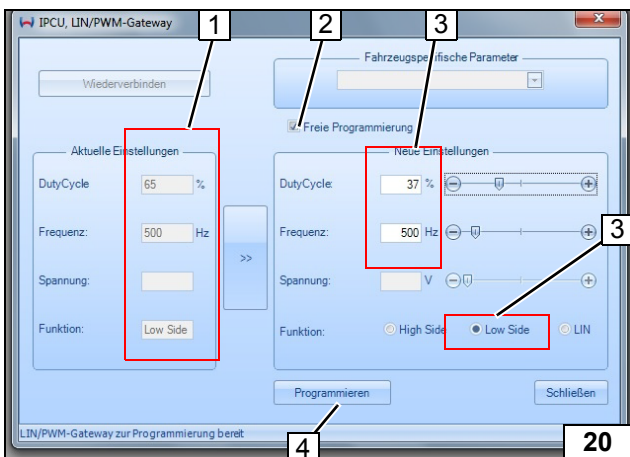 IPCU, LIN/PWM-Gateway
1
2
3
Fahrzeugspezifische Parameter
Wiederverbinden
Freie Programmierung
Aktuelle Einstellungen
Neue Einstellungen
DutyCycle 65 %
DutyCycle: 37 %
Frequenz: 500 Hz
Frequenz: 500 Hz
3
>>
Spannung:
Spannung: V
Funktion: Low Side
Funktion: High Side Low Side LIN
Programmieren
Schließen
LIN/PWM-Gateway zur Programmierung bereit
4
20